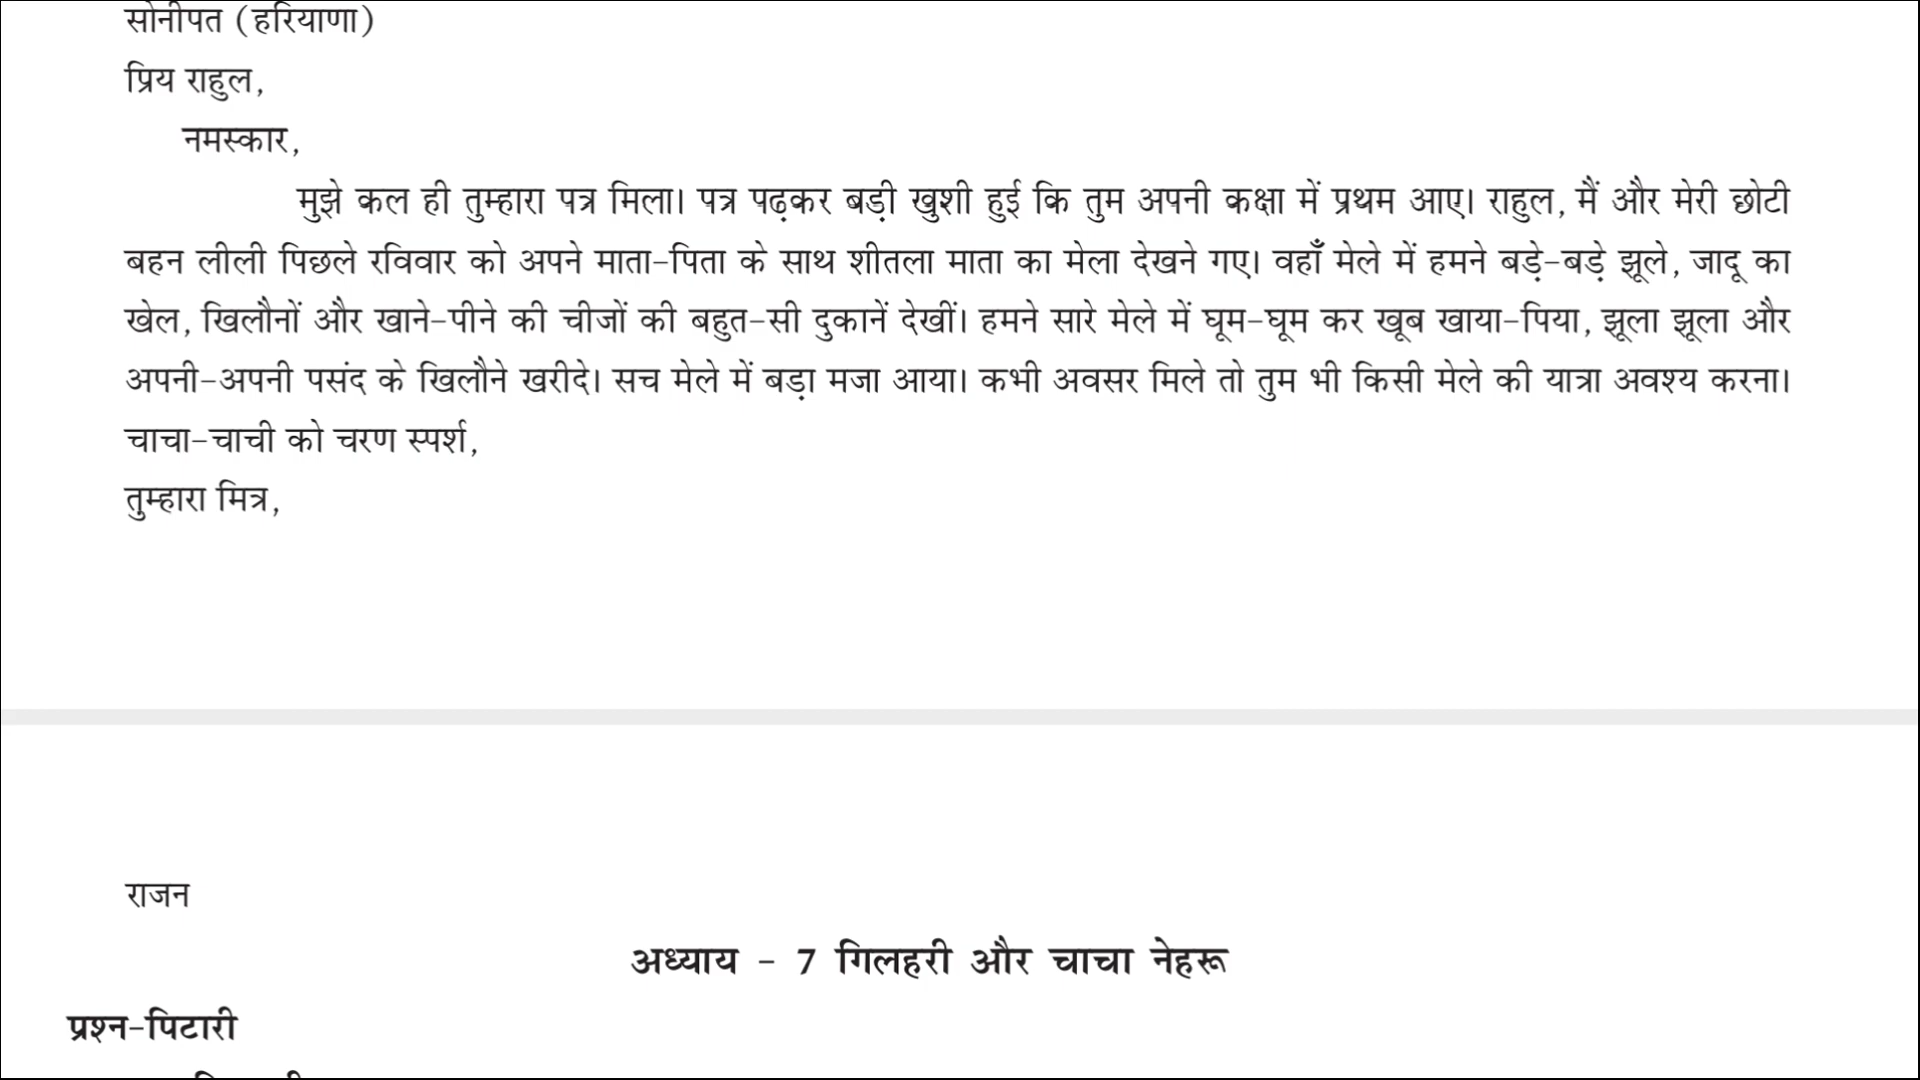 सोनीपत (हरियाणा)
प्रिय राहुल,
नमस्कार,
मुझे कल ही तुम्हारा पत्र मिला। पत्र पढ़कर बड़ी खुशी हुई कि तुम अपनी कक्षा में प्रथम आए। राहुल, मैं और मेरी छोटी
बहन लीली पिछले रविवार को अपने माता-पिता के साथ शीतला माता का मेला देखने गए। वहाँ मेले में हमने बड़े-बड़े झूले, जादू का
खेल, खिलौनों और खाने-पीने की चीजों की बहुत-सी दुकानें देखीं। हमने सारे मेले में घूम-घूम कर खूब खाया-पिया, झूला झूला और
अपनी-अपनी पसंद के खिलौने खरीदे। सच मेले में बड़ा मजा आया। कभी अवसर मिले तो तुम भी किसी मेले की यात्रा अवश्य करना।
चाचा-चाची को चरण स्पर्श,
तुम्हारा मित्र,
राजन
अध्याय - 7 गिलहरी और चाचा नेहरू
प्रश्न-पिटारी